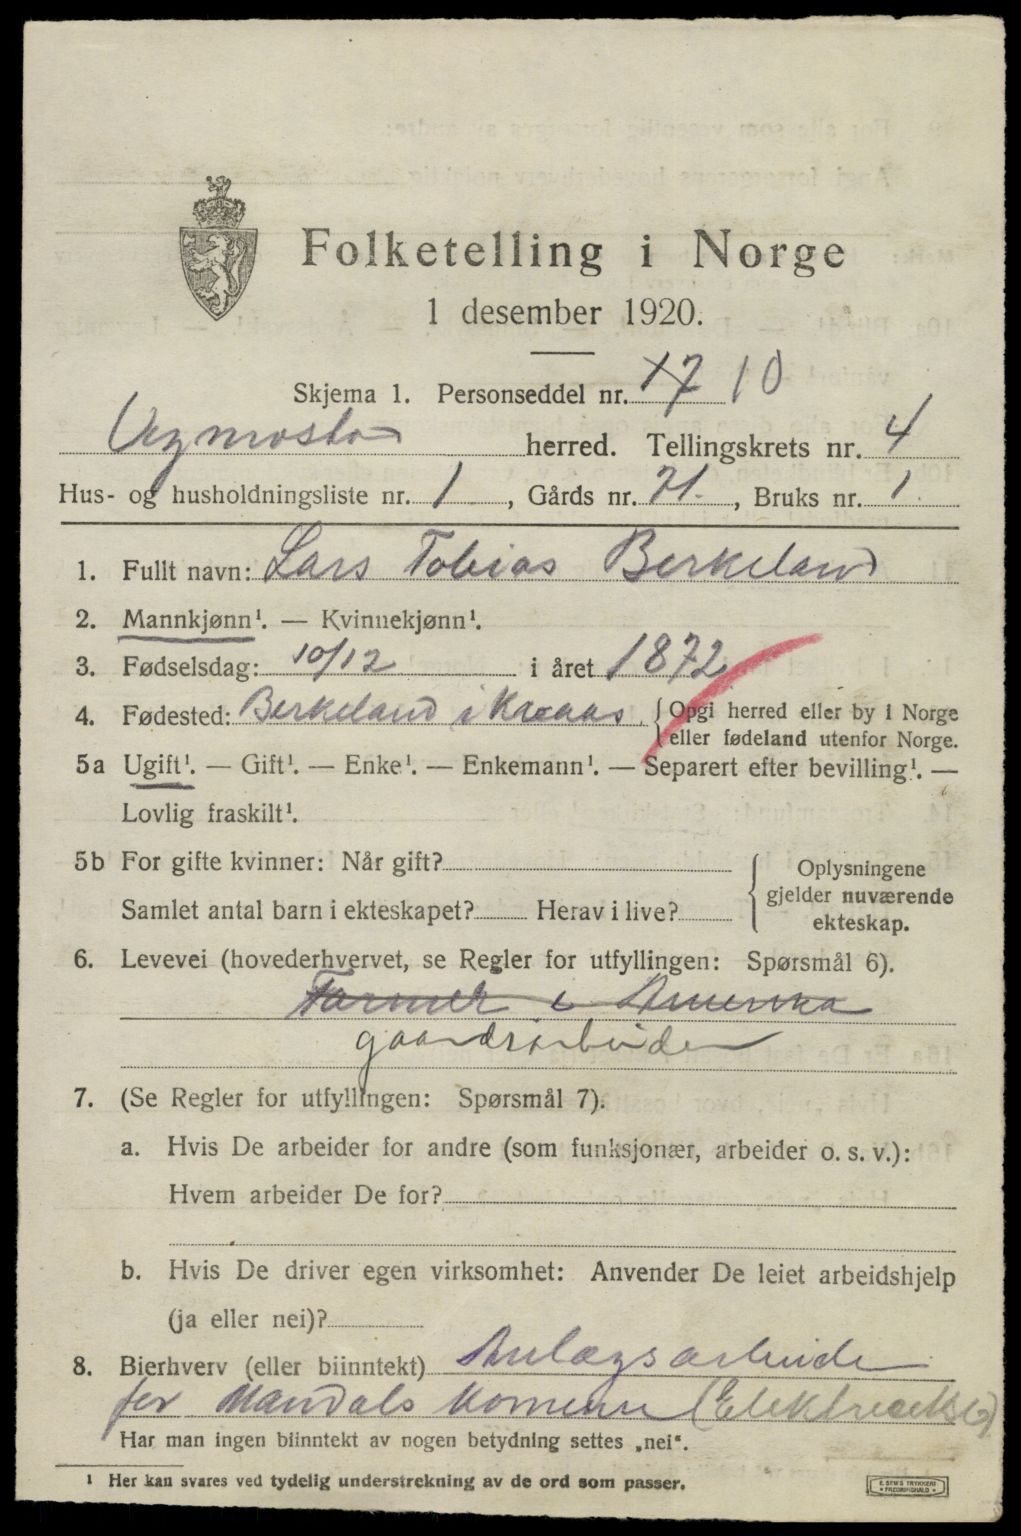 Folketelling i Norge
1 desember 1920.
Skjema 1. Personseddel nr. 17 10
herred. Tellingskrets nr. 4
Hus- og husholdningsliste nr. 1, Gårds nr. 71., Bruks nr. 1.
1. Fullt navn: Lars Tobias Berkeland
2. Mannkjønn¹. — Kvinnekjønn¹.
3. Fødselsdag: 10/12 i året 1872
4. Fødested: Berkeland i { Opgi herred eller by i Norge
eller fødeland utenfor Norge.
5a Ugift¹. — Gift¹. — Enke¹. — Enkemann¹. — Separert efter bevilling¹. —
Lovlig fraskilt¹.
5b For gifte kvinner: Når gift?
Samlet antal barn i ekteskapet? Herav i live?
{ Oplysningene
gjelder nuværende
ekteskap.
6. Levevei (hovederhvervet, se Regler for utfyllingen: Spørsmål 6).
Farmer i Amerika
gaardsarbeider
7. (Se Regler for utfyllingen: Spørsmål 7).
a. Hvis De arbeider for andre (som funksjonær, arbeider o. s. v.):
Hvem arbeider De for?
b. Hvis De driver egen virksomhet: Anvender De leiet arbeidshjelp
(ja eller nei)?
8. Bierhverv (eller biinntekt) Anlægsarbeider
for Mandals (Elektr
Har man ingen biinntekt av nogen betydning settes „nei“.
¹ Her kan svares ved tydelig understrekning av de ord som passer.
E. SEM'S TRYKKERI
FREDRIKSHALD